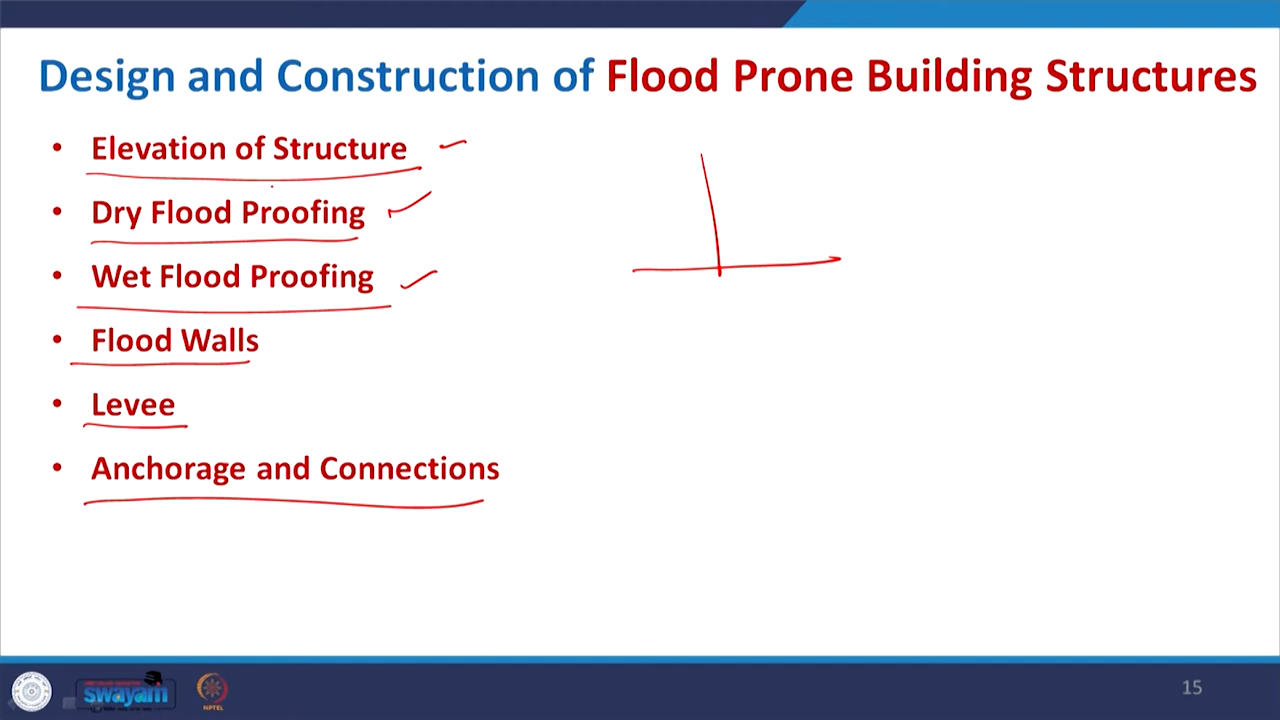 Design and Construction of Flood Prone Building Structures
• Elevation of Structure
• Dry Flood Proofing
• Wet Flood Proofing
• Flood Walls
• Levee
• Anchorage and Connections
swayam
NPTEL
15